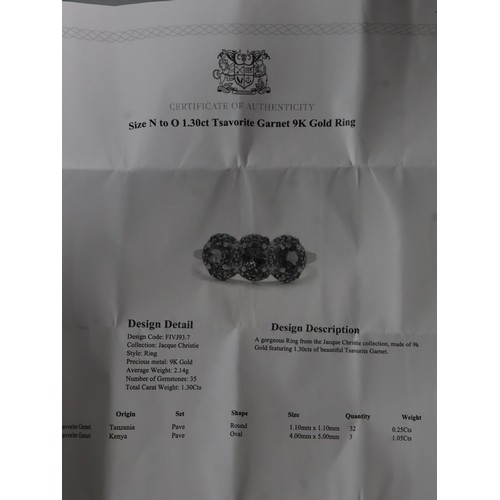 CERTIFICATE OF AUTHENTICITY
Size N to O 1.30ct Tsavorite Garnet 9K Gold Ring
Design Detail
Design Code: FIVJ93.7
Collection: Jacque Christie
Style: Ring
Precious metal: 9K Gold
Average Weight: 2.14g
Number of Gemstones: 35
Total Carat Weight: 1.30Cts
Design Description
A gorgeous Ring from the Jacque Christie collection, made of 9k
Gold featuring 1.30cts of beautiful Tsavorite Garnet.
Origin Set Shape Size Quantity Weight
Garnet Tanzania Pave Round 1.10mm x 1.10mm 32 0.25Cts
Garnet Kenya Pave Oval 4.00mm x 5.00mm 3 1.05Cts